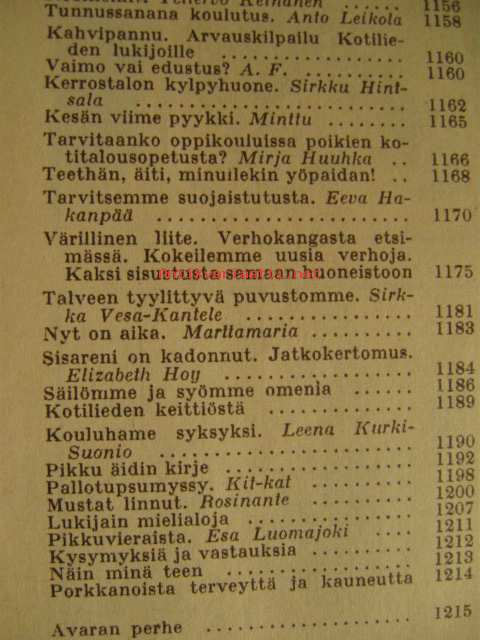 Keinänen ...... 1156
Tunnussanana koulutus. Anto Leikola 1158
Kahvipannu. Arvauskilpailu Kotilie-
den lukijoille ............... 1160
Vaimo vai edustus? A. F. .......... 1160
Kerrostalon kylpyhuone. Sirkku Hint-
sala .................... 1162
Kesän viime pyykki. Minttu ........ 1165
Tarvitaanko oppikouluissa poikien ko-
titalousopetusta? Mirja Huuhka .. 1166
Teethän, äiti, minullekin yöpaidan! .. 1168
Tarvitsemme suojaistutusta. Eeva Ha-
kanpää .................... 1170
Värillinen liite. Verhokangasta etsi-
mässä. Kokeilemme uusia verhoja.
Kaksi sisustusta samaan huoneistoon 1175
Talveen tyylittyvä puvustomme. Sirk-
ka Vesa-Kantele ............. 1181
Nyt on aika. Marttamaria .......... 1183
Sisareni on kadonnut. Jatkokertomus.
Elizabeth Hoy ............... 1184
Säilömme ja syömme omenia ...... 1186
Kotilieden keittiöstä ............. 1189
Kouluhame syksyksi. Leena Kurki-
Suonio .................... 1190
Pikku äidin kirje ................ 1192
Pallotupsumyssy. Kit-kat .......... 1198
Mustat linnut. Rosinante .......... 1200
Lukijain mielialoja .............. 1207
Pikkuvieraista. Esa Luomajoki .... 1211
Kysymyksiä ja vastauksia ......... 1212
Näin minä teen ................ 1213
Porkkanoista terveyttä ja kauneutta 1214
Avaran perhe ................ 1215